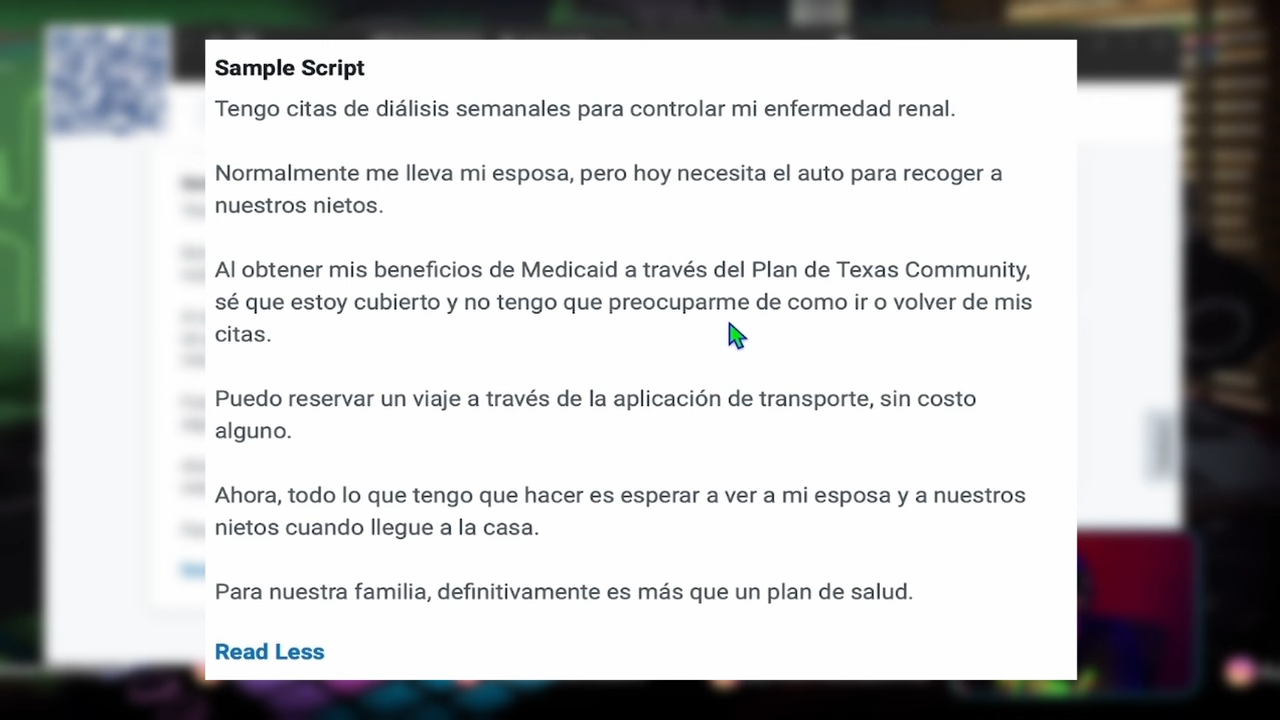 Sample Script
Tengo citas de diálisis semanales para controlar mi enfermedad renal.
Normalmente me lleva mi esposa, pero hoy necesita el auto para recoger a
nuestros nietos.
Al obtener mis beneficios de Medicaid a través del Plan de Texas Community,
sé que estoy cubierto y no tengo que preocuparme de como ir o volver de mis
citas.
Puedo reservar un viaje a través de la aplicación de transporte, sin costo
alguno.
Ahora, todo lo que tengo que hacer es esperar a ver a mi esposa y a nuestros
nietos cuando llegue a la casa.
Para nuestra familia, definitivamente es más que un plan de salud.
Read Less